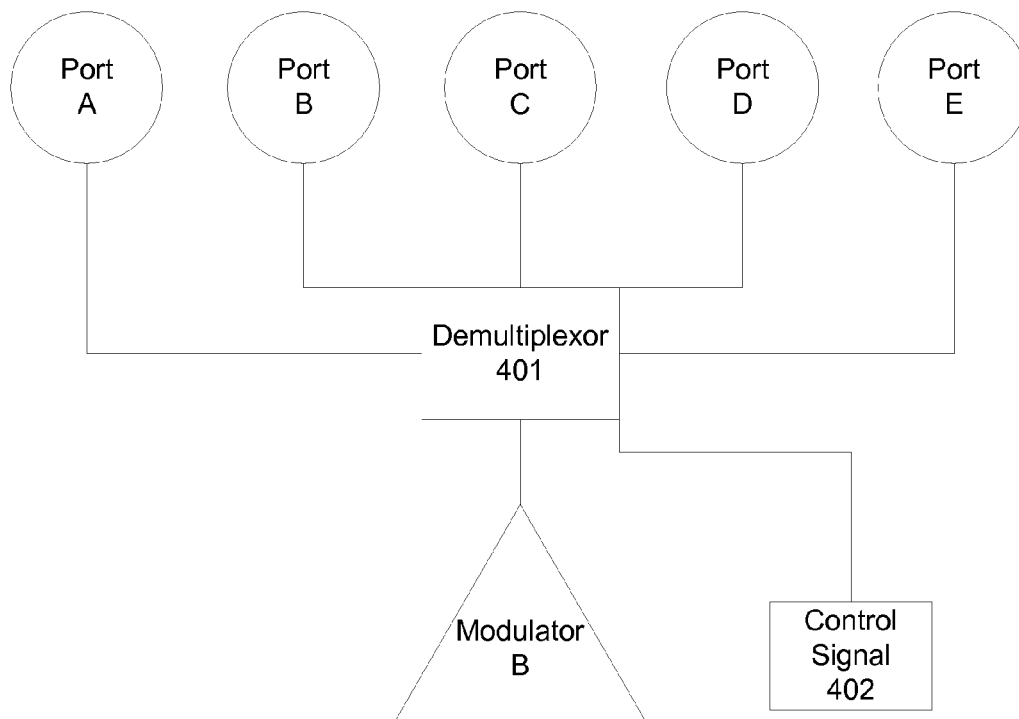 Port
A
Port
B
Port
C
Port
D
Port
E
Demultiplexor
401
Modulator
B
Control
Signal
402